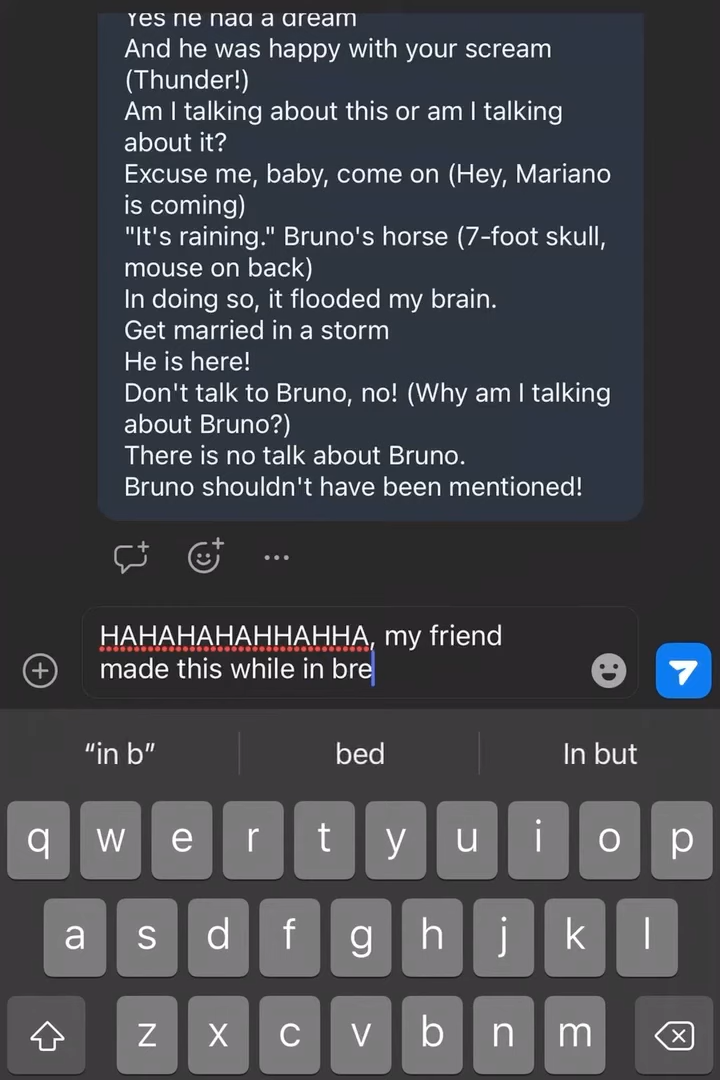 Yes he had a dream
And he was happy with your scream
(Thunder!)
Am I talking about this or am I talking
about it?
Excuse me, baby, come on (Hey, Mariano
is coming)
"It's raining." Bruno's horse (7-foot skull,
mouse on back)
In doing so, it flooded my brain.
Get married in a storm
He is here!
Don't talk to Bruno, no! (Why am I talking
about Bruno?)
There is no talk about Bruno.
Bruno shouldn't have been mentioned!
HAHAHAHAHHAHHA, my friend
made this while in bre
“in b” bed In but
q w e r t y u i o p
a s d f g h j k l
z x c v b n m